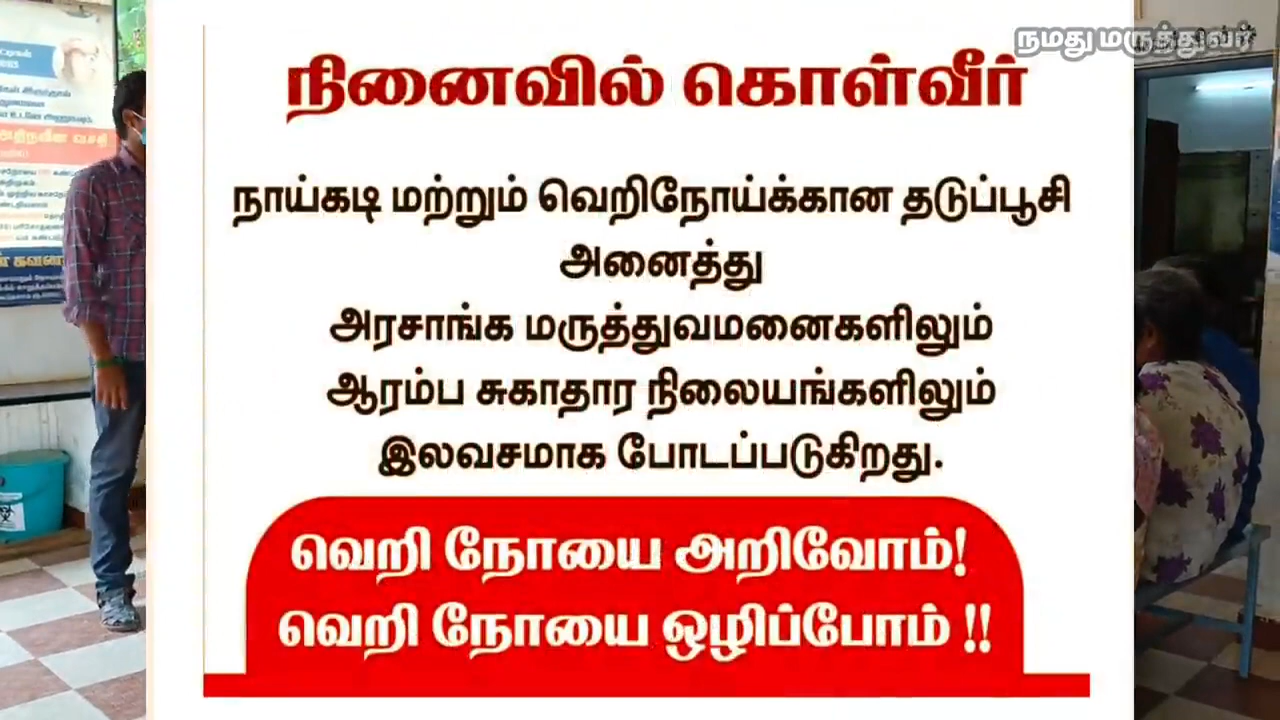 நமது மருத்துவர்
நினைவில் கொள்வீர்
நாய்கடி மற்றும் வெறிநோய்க்கான தடுப்பூசி
அனைத்து
அரசாங்க மருத்துவமனைகளிலும்
ஆரம்ப சுகாதார நிலையங்களிலும்
இலவசமாக போடப்படுகிறது.
வெறி நோயை அறிவோம்!
வெறி நோயை ஒழிப்போம் !!